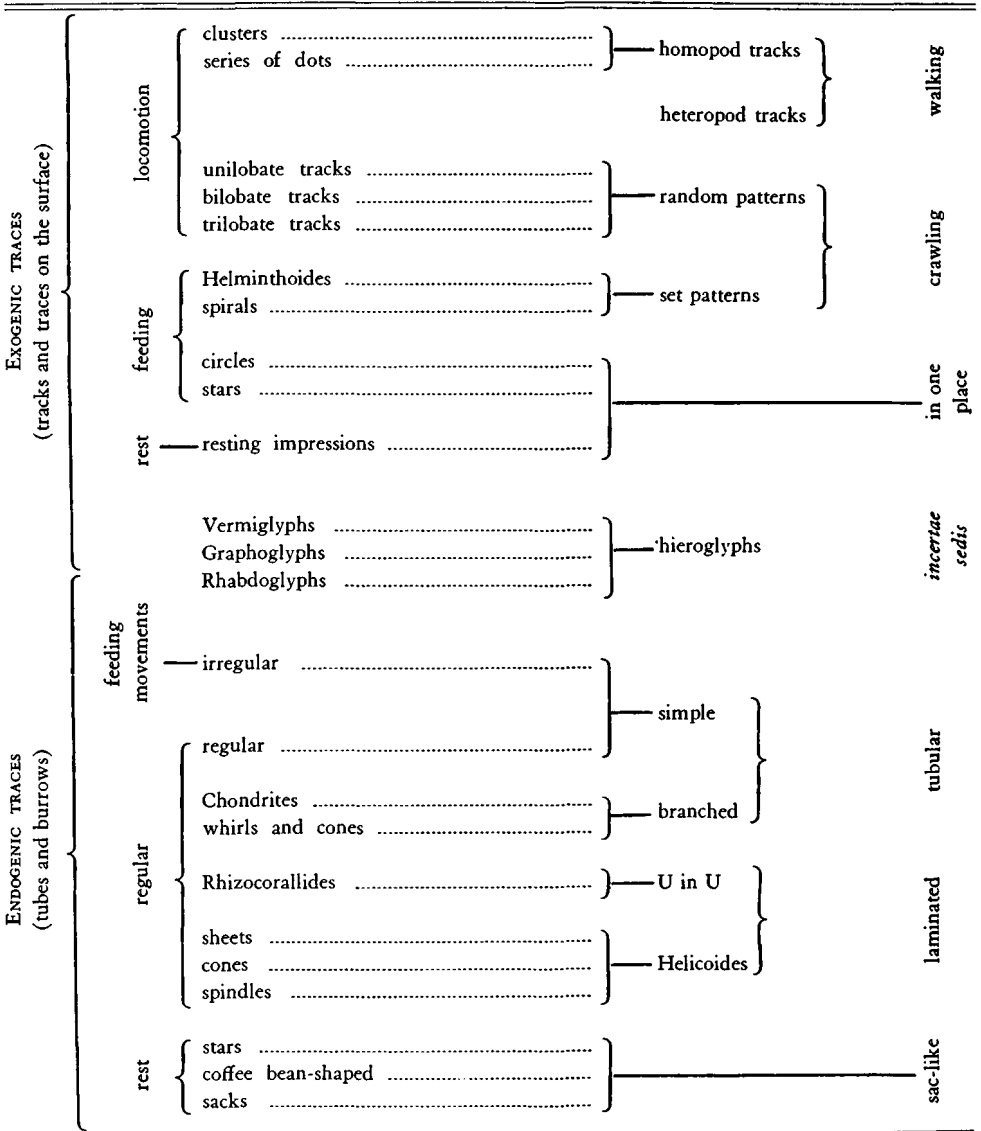 EXOGENIC TRACES
(tracks and traces on the surface)
locomotion
clusters
series of dots
homopod tracks
heteropod tracks
walking
unilobate tracks
bilobate tracks
trilobate tracks
random patterns
crawling
feeding
Helminthoides
spirals
set patterns
circles
stars
in one
place
rest
resting impressions
Vermiglyphs
Graphoglyphs
Rhabdoglyphs
hieroglyphs
incertae
sedis
ENDOGENIC TRACES
(tubes and burrows)
feeding
movements
irregular
simple
regular
regular
tubular
Chondrites
whirls and cones
branched
Rhizocorallides
U in U
laminated
sheets
cones
spindles
Helicoides
rest
stars
coffee bean-shaped
sacks
sac-like